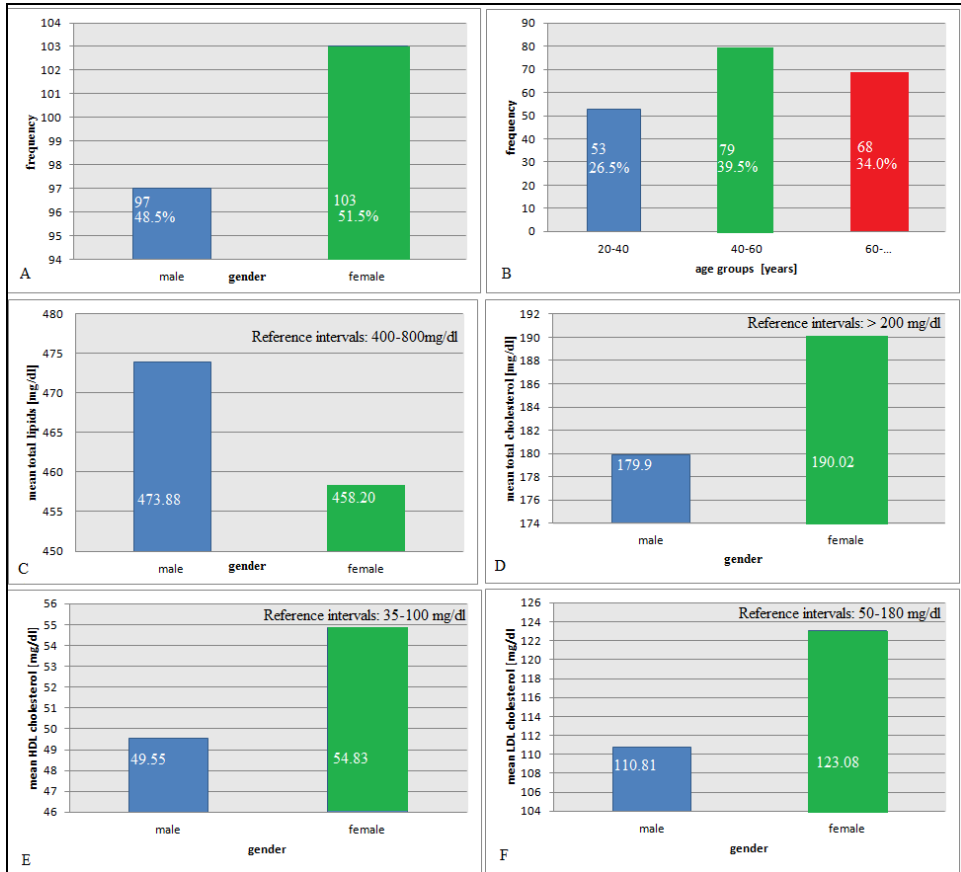 104
103
102
101
100
99
98
97
96
95
94
frequency
97
48.5%
103
51.5%
male
gender
female
A
90
80
70
60
50
40
30
20
10
0
frequency
53
26.5%
79
39.5%
68
34.0%
20-40
40-60
60-...
age groups [years]
B
480
475
470
465
460
455
450
mean total lipids [mg/dl]
Reference intervals: 400-800mg/dl
473.88
458.20
male
gender
female
C
192
190
188
186
184
182
180
178
176
174
mean total cholesterol [mg/dl]
Reference intervals: > 200 mg/dl
179.9
190.02
male
female
gender
D
56
55
54
53
52
51
50
49
48
47
46
mean HDL cholesterol [mg/dl]
Reference intervals: 35-100 mg/dl
49.55
54.83
male
female
gender
E
126
124
122
120
118
116
114
112
110
108
106
104
mean LDL cholesterol [mg/dl]
Reference intervals: 50-180 mg/dl
110.81
123.08
male
female
gender
F